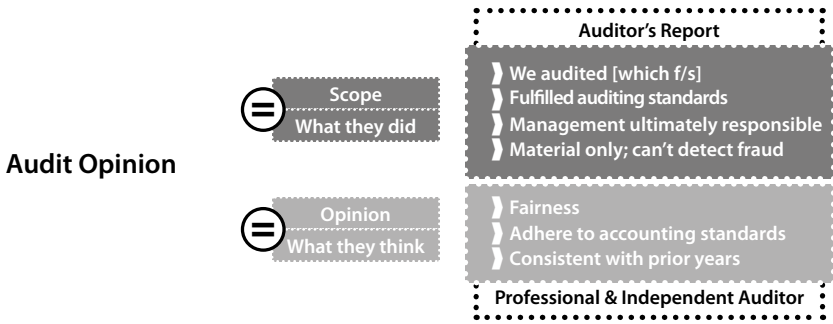 Audit Opinion
=
Scope
What they did
=
Opinion
What they think
Auditor's Report
We audited [which f/s]
Fulfilled auditing standards
Management ultimately responsible
Material only; can't detect fraud
Fairness
Adhere to accounting standards
Consistent with prior years
Professional & Independent Auditor